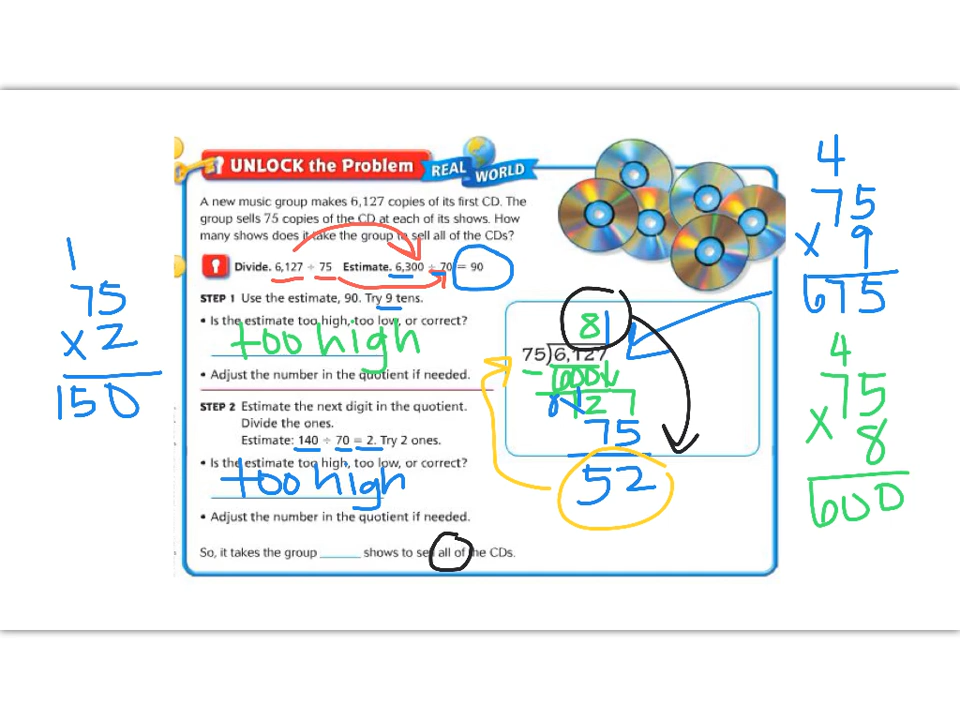 UNLOCK the Problem REAL WORLD
A new music group makes 6,127 copies of its first CD. The
group sells 75 copies of the CD at each of its shows. How
many shows does it take the group to sell all of the CDs?
Divide. 6,127 ÷ 75 Estimate. 6,300 ÷ 70 = 90
STEP 1 Use the estimate, 90. Try 9 tens.
• Is the estimate too high, too low, or correct?
too high
• Adjust the number in the quotient if needed.
STEP 2 Estimate the next digit in the quotient.
Divide the ones.
Estimate: 140 ÷ 70 = 2. Try 2 ones.
• Is the estimate too high, too low, or correct?
too high
• Adjust the number in the quotient if needed.
So, it takes the group ______ shows to sell all of the CDs.
1
75
x 2
150
81
75)6,127
- 600
127
75
52
4
75
x 9
675
4
75
x 8
600